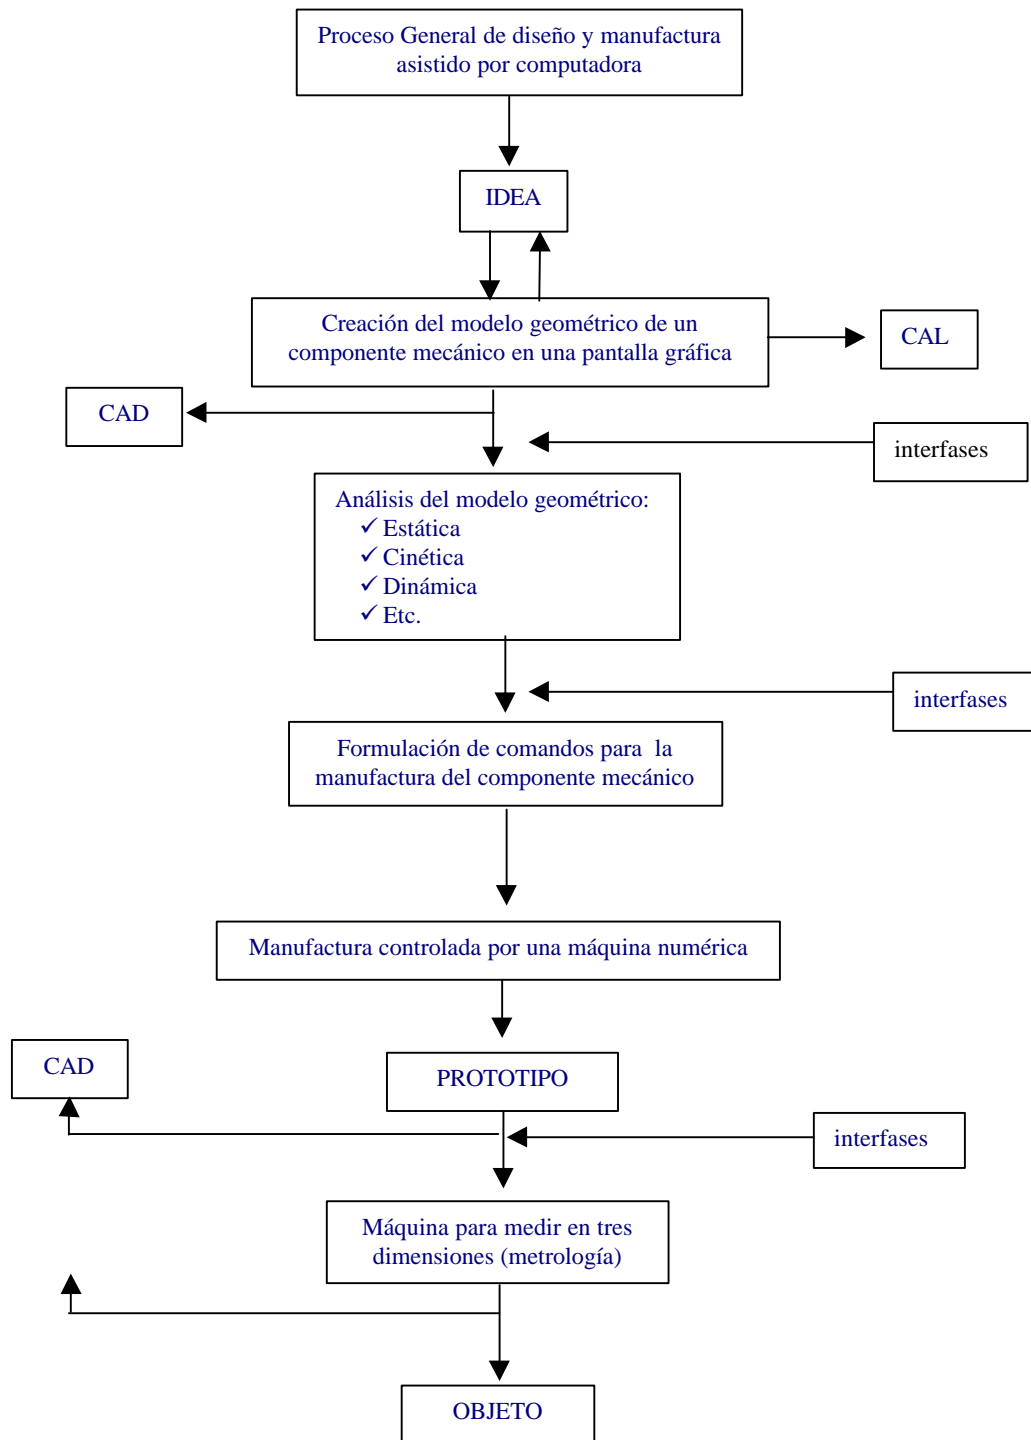 Proceso General de diseño y manufactura
asistido por computadora
IDEA
Creación del modelo geométrico de un
componente mecánico en una pantalla gráfica
CAL
CAD
interfases
Análisis del modelo geométrico:
✓ Estática
✓ Cinética
✓ Dinámica
✓ Etc.
interfases
Formulación de comandos para la
manufactura del componente mecánico
Manufactura controlada por una máquina numérica
CAD
PROTOTIPO
interfases
Máquina para medir en tres
dimensiones (metrología)
OBJETO